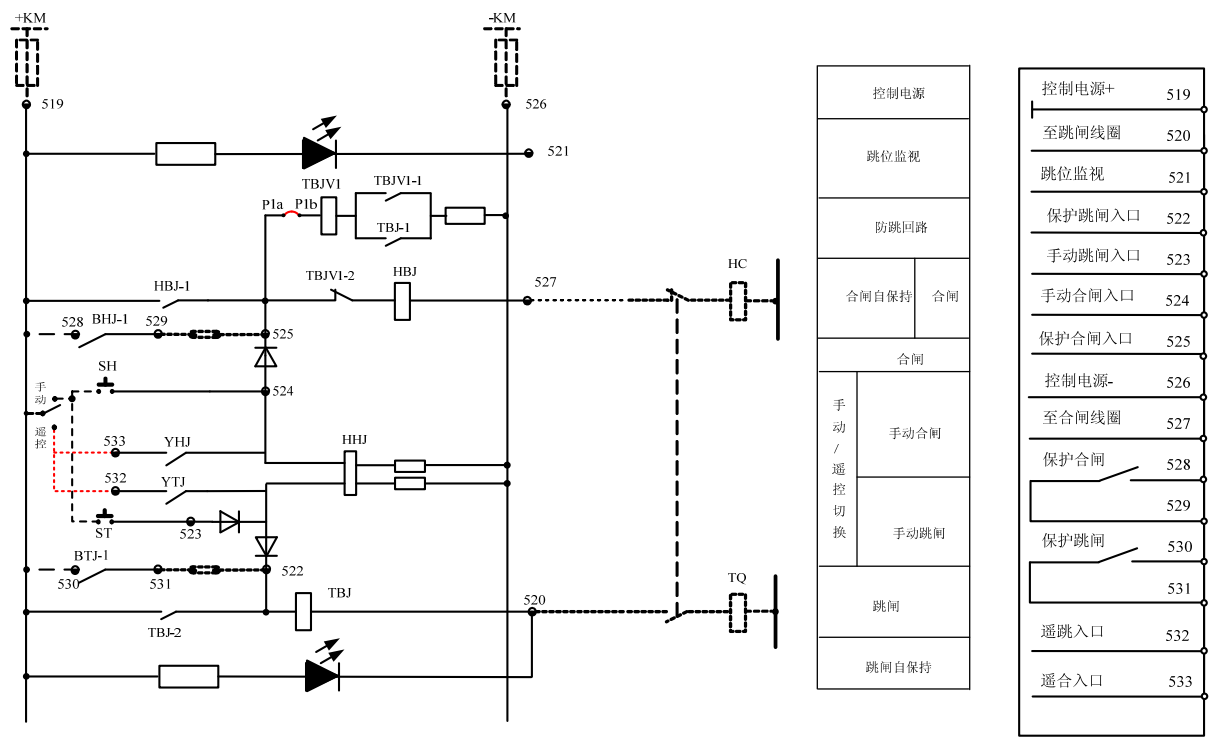 +KM
-KM
519
526
521
TBJV1
TBJV1-1
P1a
P1b
TBJ-1
HBJ-1
TBJV1-2
HBJ
527
HC
528
BHJ-1
529
525
SH
524
手动
遥控
533
YHJ
HHJ
532
YTJ
ST
523
BTJ-1
530
531
522
TBJ
520
TQ
TBJ-2
控制电源
跳位监视
防跳回路
合闸自保持
合闸
合闸
手动/遥控切换
手动合闸
手动跳闸
跳闸
跳闸自保持
控制电源+ 519
至跳闸线圈 520
跳位监视 521
保护跳闸入口 522
手动跳闸入口 523
手动合闸入口 524
保护合闸入口 525
控制电源- 526
至合闸线圈 527
保护合闸 528
529
保护跳闸 530
531
遥跳入口 532
遥合入口 533